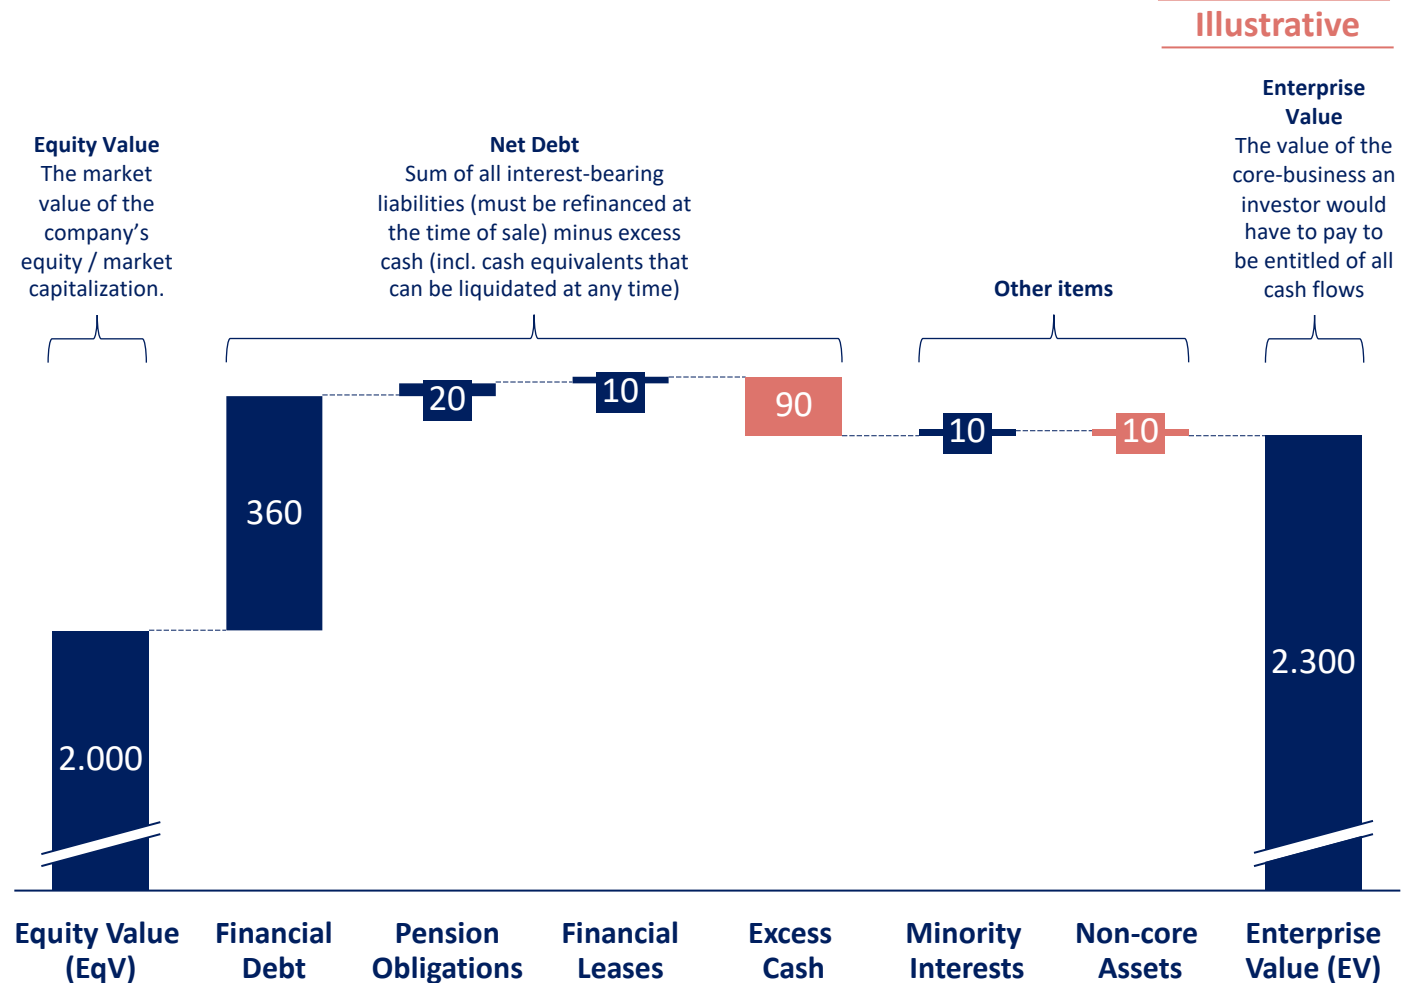 Illustrative
Equity Value
The market
value of the
company's
equity / market
capitalization.
Net Debt
Sum of all interest-bearing
liabilities (must be refinanced at
the time of sale) minus excess
cash (incl. cash equivalents that
can be liquidated at any time)
Other items
Enterprise
Value
The value of the
core-business an
investor would
have to pay to
be entitled of all
cash flows
2.000
360
20
10
90
10
10
2.300
Equity Value
(EqV)
Financial
Debt
Pension
Obligations
Financial
Leases
Excess
Cash
Minority
Interests
Non-core
Assets
Enterprise
Value (EV)